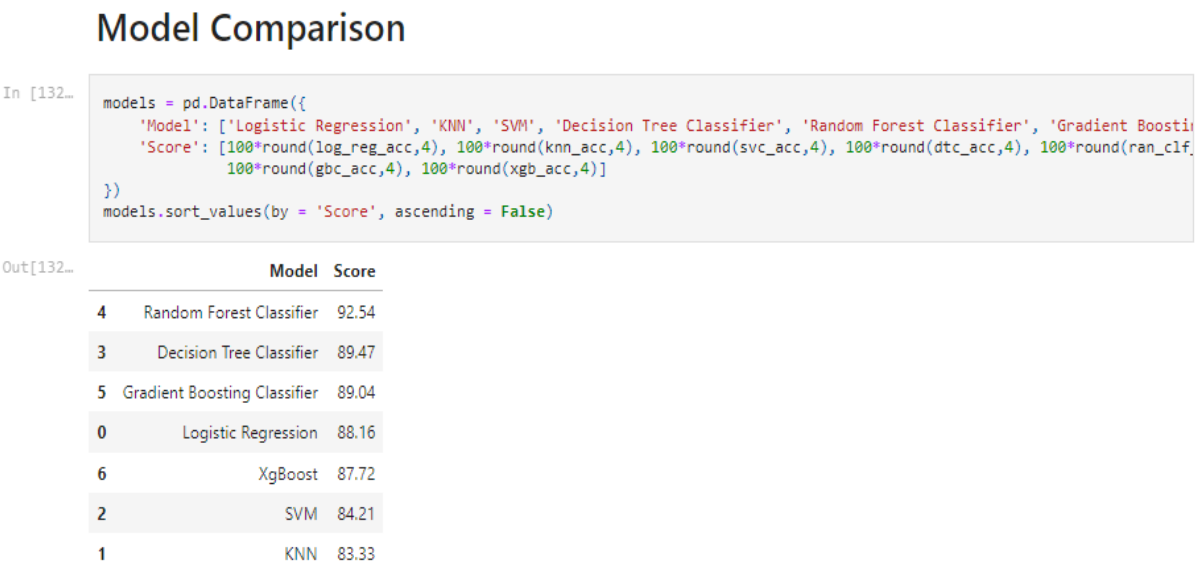 Model Comparison
In [132…
models = pd.DataFrame({
'Model': ['Logistic Regression', 'KNN', 'SVM', 'Decision Tree Classifier', 'Random Forest Classifier', 'Gradient Boostin
'Score': [100*round(log_reg_acc,4), 100*round(knn_acc,4), 100*round(svc_acc,4), 100*round(dtc_acc,4), 100*round(ran_clf_
100*round(gbc_acc,4), 100*round(xgb_acc,4)]
})
models.sort_values(by = 'Score', ascending = False)
Out[132…
Model Score
4 Random Forest Classifier 92.54
3 Decision Tree Classifier 89.47
5 Gradient Boosting Classifier 89.04
0 Logistic Regression 88.16
6 XgBoost 87.72
2 SVM 84.21
1 KNN 83.33